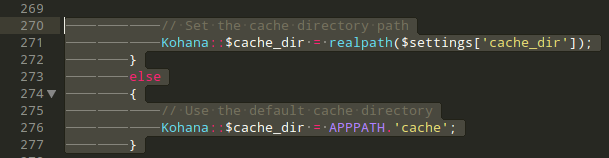 269
270 // Set the cache directory path
271 Kohana::$cache_dir = realpath($settings['cache_dir']);
272 }
273 else
274 {
275 // Use the default cache directory
276 Kohana::$cache_dir = APPPATH.'cache';
277 }